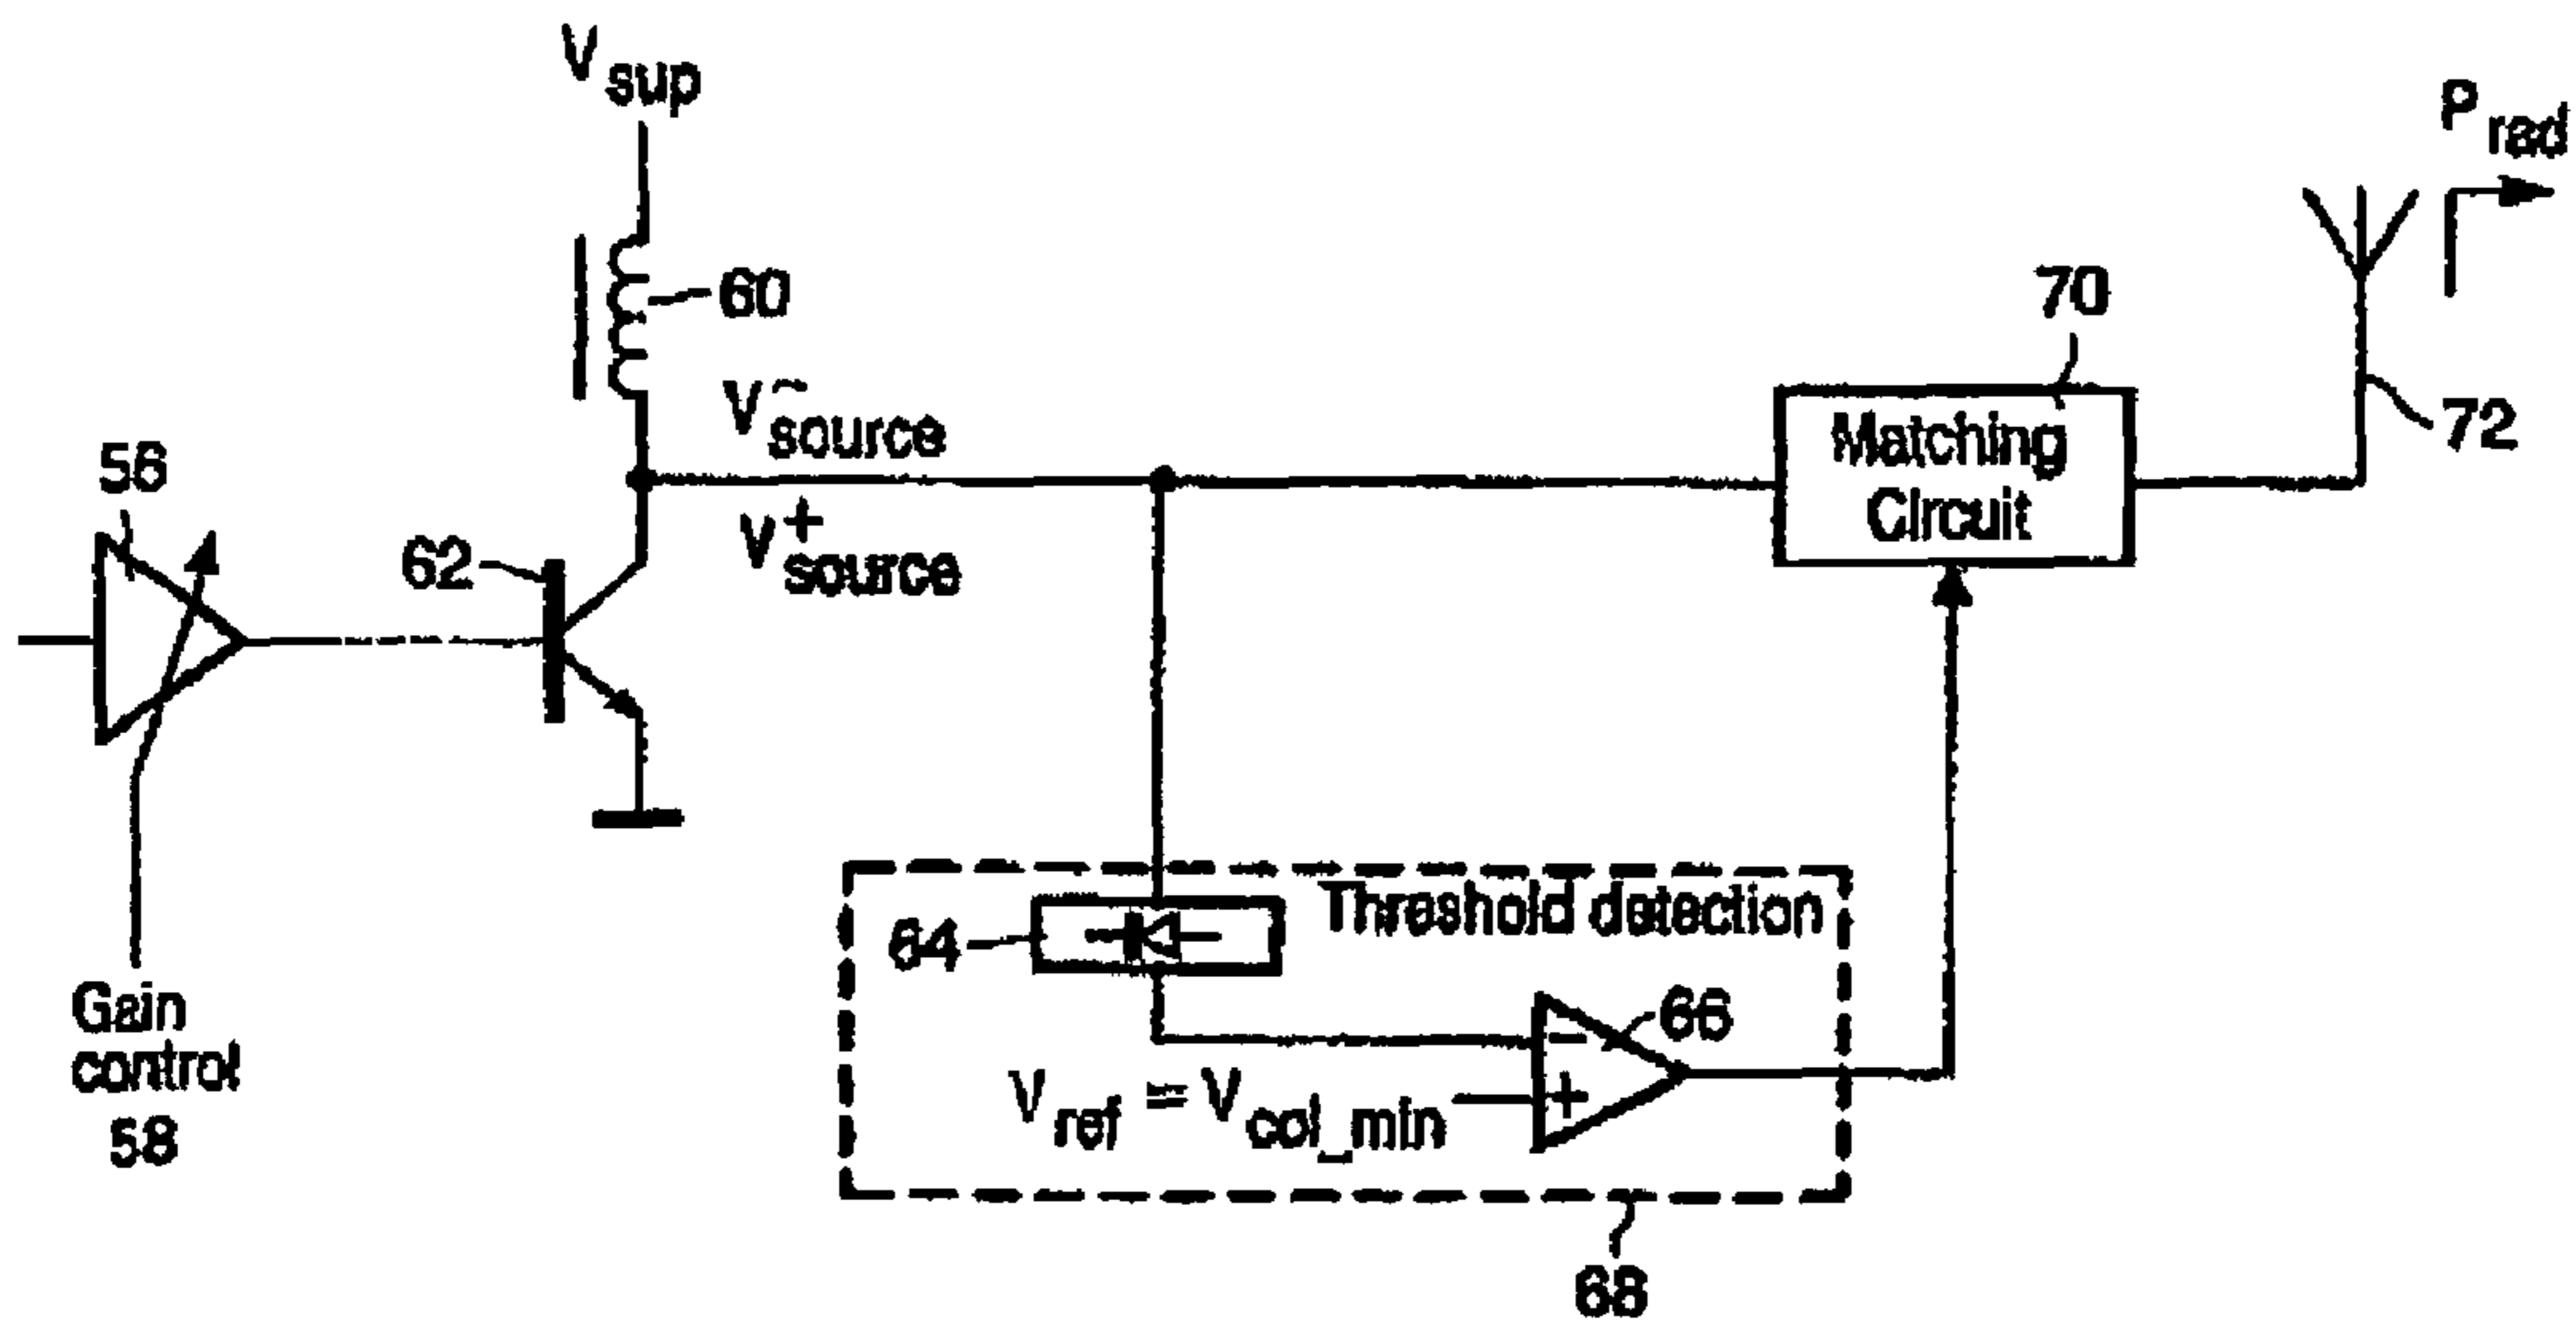 V sup
P rad
60
70
V~ source
72
56
Matching
Circuit
V+ source
62
Threshold detection
64
Gain
control
58
66
−
V ref = V col_min
+
68